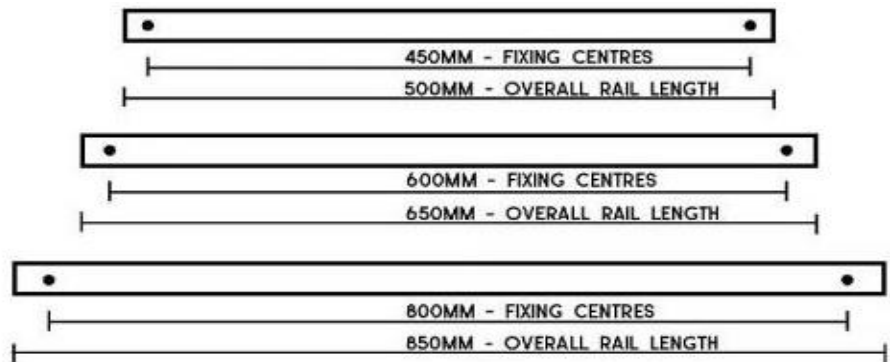 450MM - FIXING CENTRES
500MM - OVERALL RAIL LENGTH
600MM - FIXING CENTRES
650MM - OVERALL RAIL LENGTH
800MM - FIXING CENTRES
850MM - OVERALL RAIL LENGTH